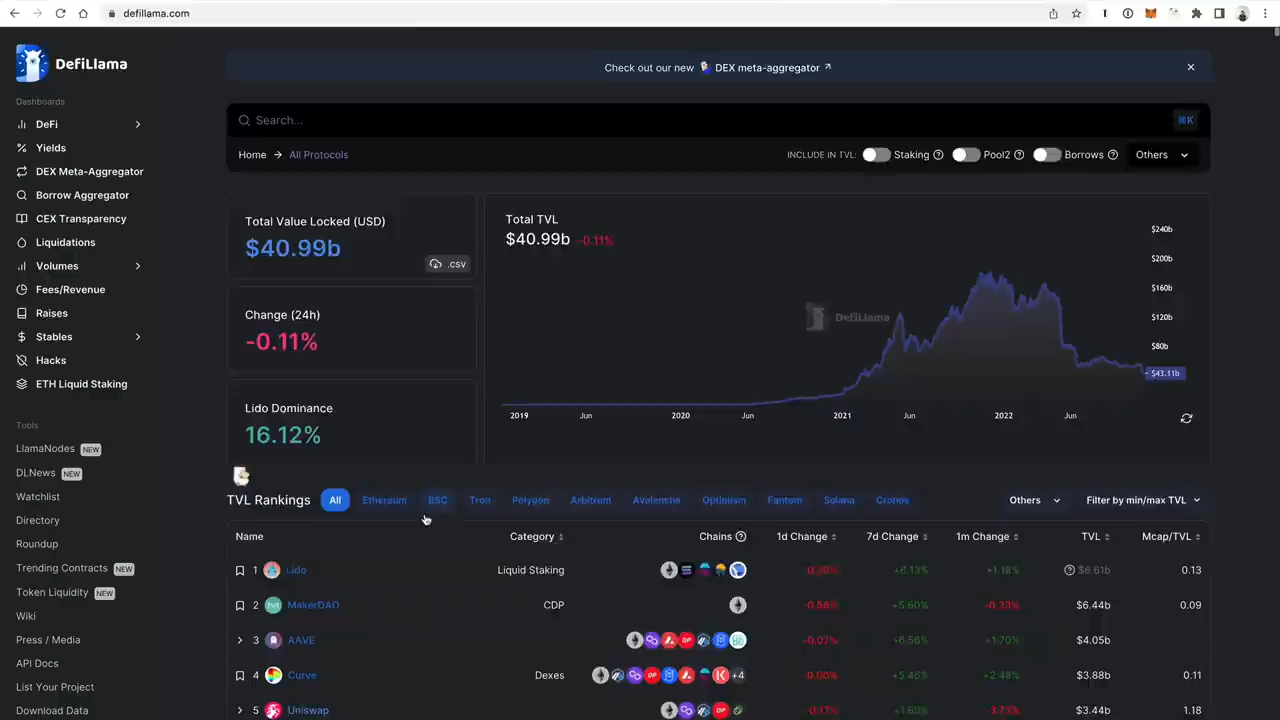 defillama.com
DefiLlama
Check out our new DEX meta-aggregator ↗
Dashboards
DeFi
Yields
DEX Meta-Aggregator
Borrow Aggregator
CEX Transparency
Liquidations
Volumes
Fees/Revenue
Raises
Stables
Hacks
ETH Liquid Staking
Tools
LlamaNodes NEW
DLNews NEW
Watchlist
Directory
Roundup
Trending Contracts NEW
Token Liquidity NEW
Wiki
Press / Media
API Docs
List Your Project
Download Data
Search... ⌘K
Home → All Protocols
INCLUDE IN TVL: Staking Pool2 Borrows Others
Total Value Locked (USD)
$40.99b
.csv
Change (24h)
-0.11%
Lido Dominance
16.12%
Total TVL
$40.99b -0.11%
$240b
$200b
$160b
$120b
$80b
$43.11b
DefiLlama
2019 Jun 2020 Jun 2021 Jun 2022 Jun
TVL Rankings All Ethereum BSC Tron Polygon Arbitrum Avalanche Optimism Fantom Solana Cronos Others Filter by min/max TVL
Name Category Chains 1d Change 7d Change 1m Change TVL Mcap/TVL
1 Lido Liquid Staking +6.13% +1.18% $6.61b 0.13
2 MakerDAO CDP +5.60% -0.33% $6.44b 0.09
3 AAVE -0.07% +6.56% +1.70% $4.05b
4 Curve Dexes +5.45% +2.48% $3.88b 0.11
5 Uniswap -0.17% +1.69% $3.44b 1.18